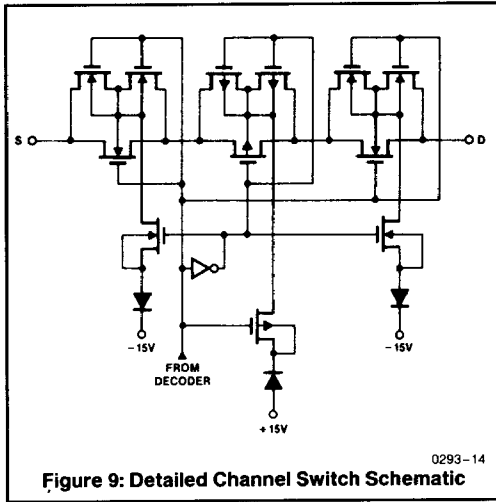 S
D
-15V
FROM
DECODER
-15V
+15V
0293-14
Figure 9: Detailed Channel Switch Schematic